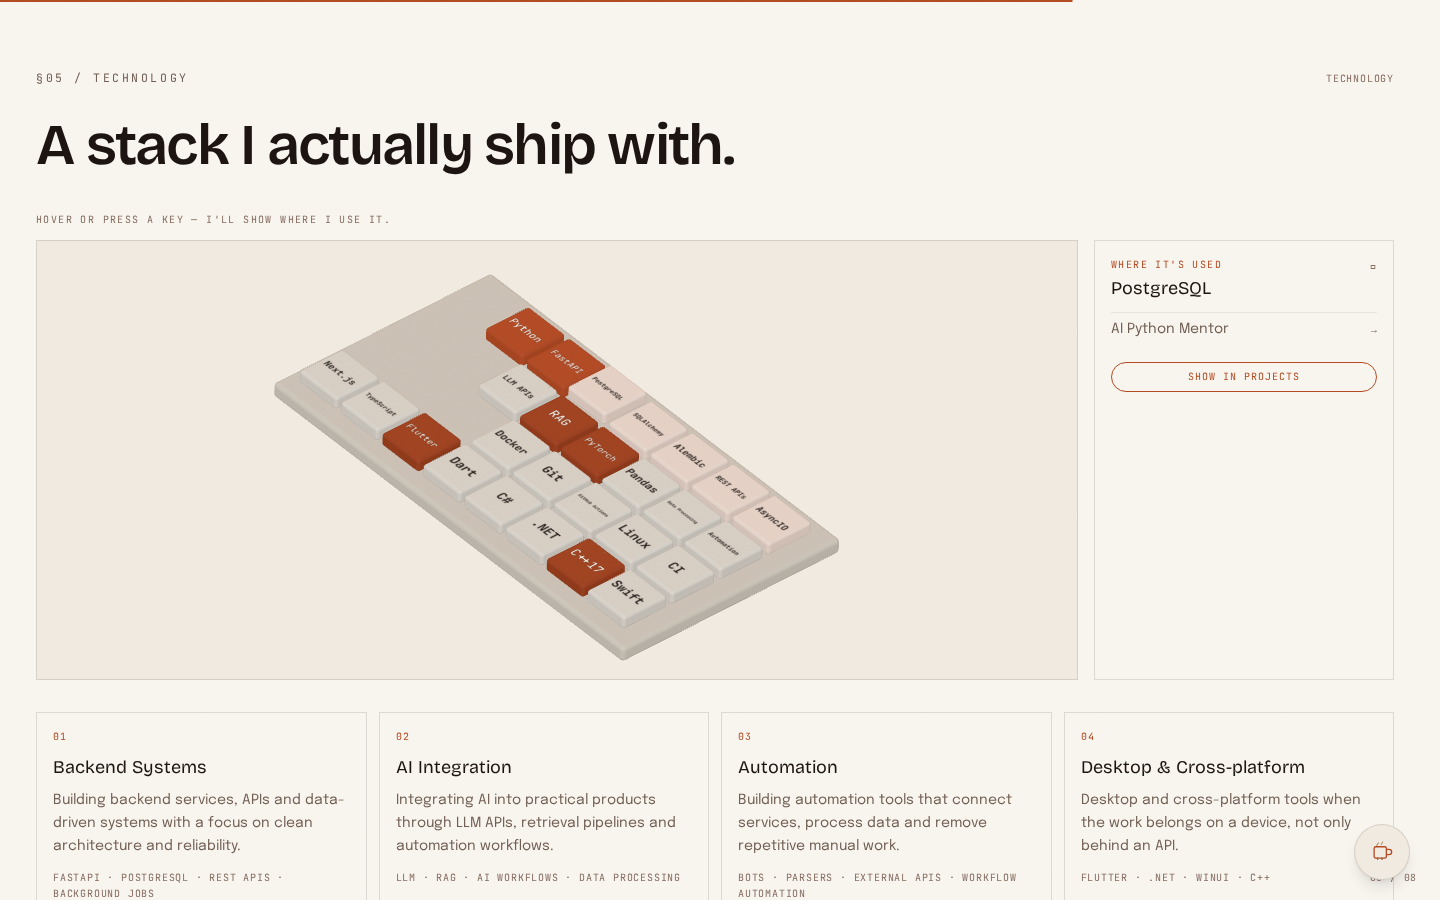 §05 / TECHNOLOGY
TECHNOLOGY
A stack I actually ship with.
HOVER OR PRESS A KEY — I'LL SHOW WHERE I USE IT.
Python
FastAPI
PostgreSQL
SQLAlchemy
Alembic
REST APIs
AsyncIO
LLM APIs
RAG
PyTorch
Pandas
Data Processing
Automation
Next.js
TypeScript
Flutter
Docker
Git
GitHub Actions
Linux
CI
Dart
C#
.NET
C++17
Swift
WHERE IT'S USED
PostgreSQL
AI Python Mentor →
SHOW IN PROJECTS
01
Backend Systems
Building backend services, APIs and data-
driven systems with a focus on clean
architecture and reliability.
FASTAPI · POSTGRESQL · REST APIS ·
BACKGROUND JOBS
02
AI Integration
Integrating AI into practical products
through LLM APIs, retrieval pipelines and
automation workflows.
LLM · RAG · AI WORKFLOWS · DATA PROCESSING
03
Automation
Building automation tools that connect
services, process data and remove
repetitive manual work.
BOTS · PARSERS · EXTERNAL APIS · WORKFLOW
AUTOMATION
04
Desktop & Cross-platform
Desktop and cross-platform tools when
the work belongs on a device, not only
behind an API.
FLUTTER · .NET · WINUI · C++
/ 08